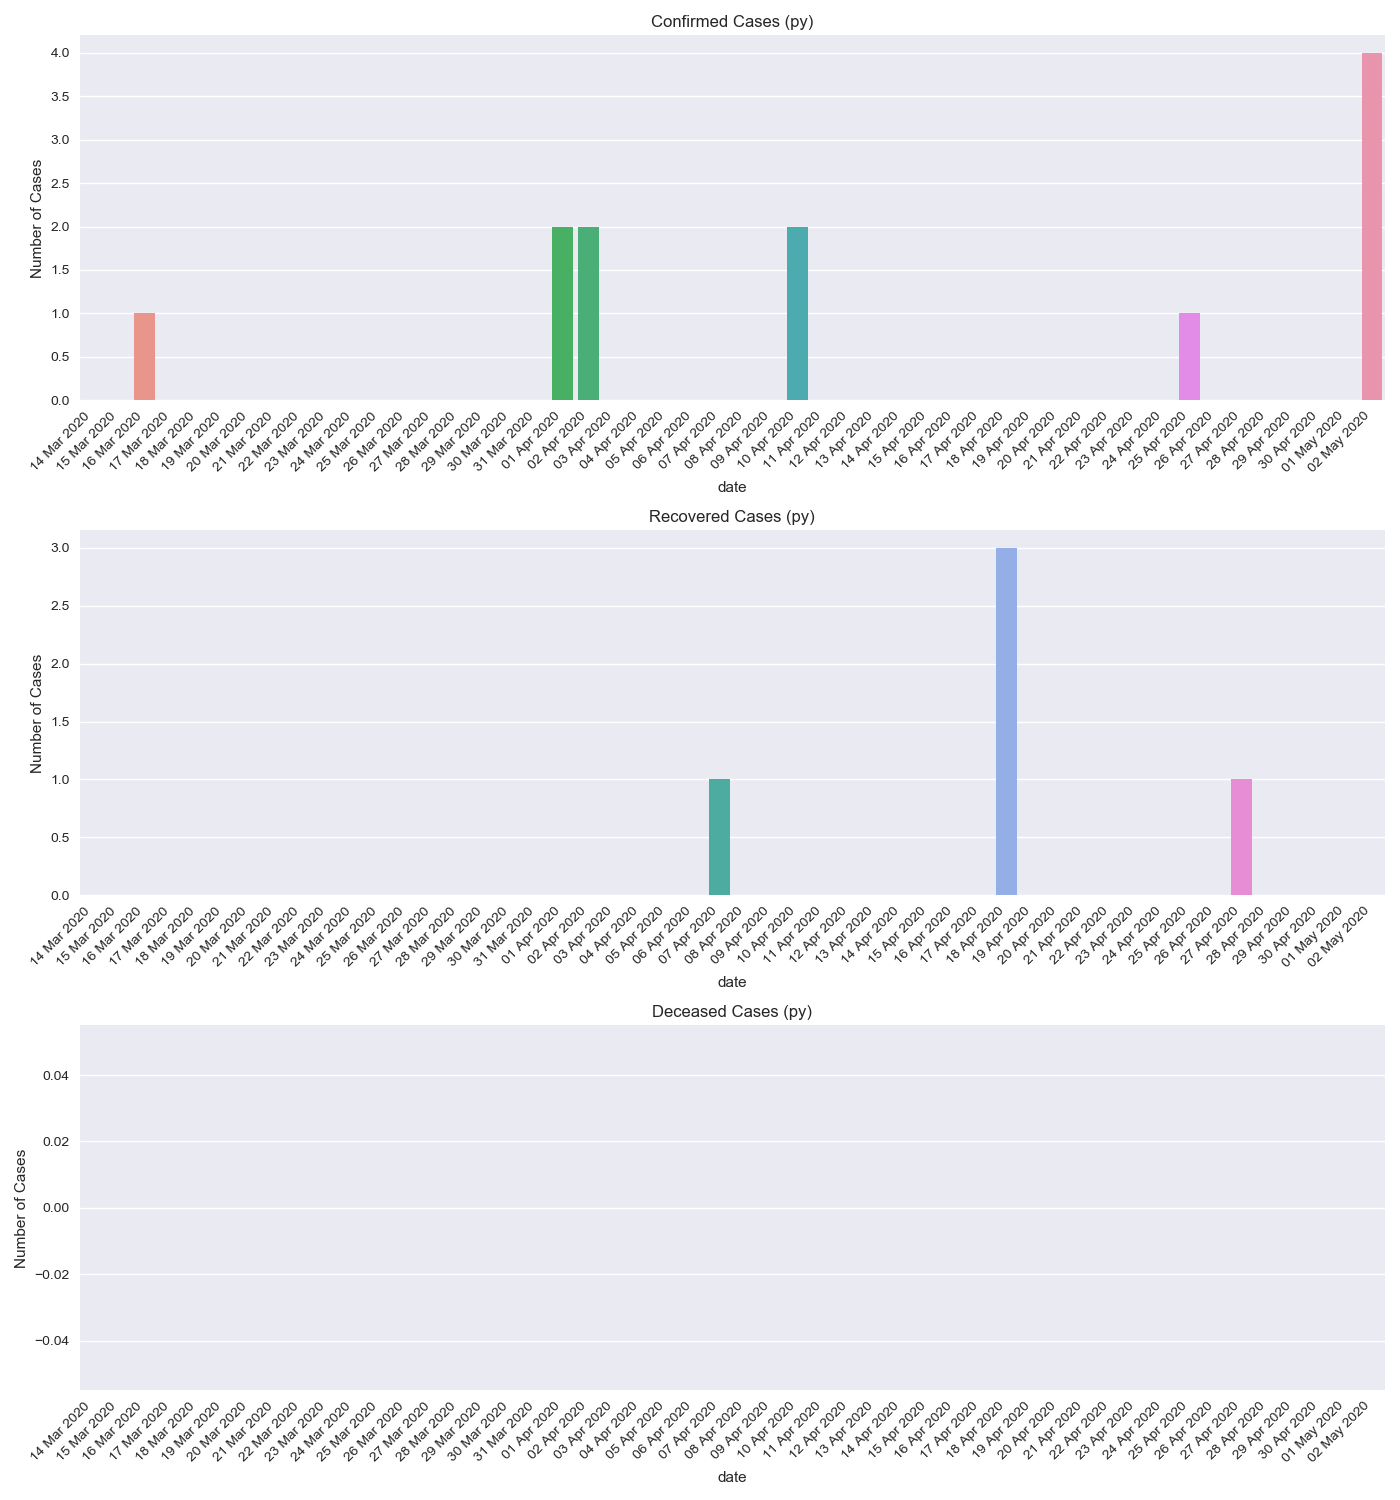 Confirmed Cases (py)
4.0
3.5
3.0
2.5
2.0
1.5
1.0
0.5
0.0
Number of Cases
14 Mar 2020
15 Mar 2020
16 Mar 2020
17 Mar 2020
18 Mar 2020
19 Mar 2020
20 Mar 2020
21 Mar 2020
22 Mar 2020
23 Mar 2020
24 Mar 2020
25 Mar 2020
26 Mar 2020
27 Mar 2020
28 Mar 2020
29 Mar 2020
30 Mar 2020
31 Mar 2020
01 Apr 2020
02 Apr 2020
03 Apr 2020
04 Apr 2020
05 Apr 2020
06 Apr 2020
07 Apr 2020
08 Apr 2020
09 Apr 2020
10 Apr 2020
11 Apr 2020
12 Apr 2020
13 Apr 2020
14 Apr 2020
15 Apr 2020
16 Apr 2020
17 Apr 2020
18 Apr 2020
19 Apr 2020
20 Apr 2020
21 Apr 2020
22 Apr 2020
23 Apr 2020
24 Apr 2020
25 Apr 2020
26 Apr 2020
27 Apr 2020
28 Apr 2020
29 Apr 2020
30 Apr 2020
01 May 2020
02 May 2020
date
Recovered Cases (py)
3.0
2.5
2.0
1.5
1.0
0.5
0.0
Number of Cases
14 Mar 2020
15 Mar 2020
16 Mar 2020
17 Mar 2020
18 Mar 2020
19 Mar 2020
20 Mar 2020
21 Mar 2020
22 Mar 2020
23 Mar 2020
24 Mar 2020
25 Mar 2020
26 Mar 2020
27 Mar 2020
28 Mar 2020
29 Mar 2020
30 Mar 2020
31 Mar 2020
01 Apr 2020
02 Apr 2020
03 Apr 2020
04 Apr 2020
05 Apr 2020
06 Apr 2020
07 Apr 2020
08 Apr 2020
09 Apr 2020
10 Apr 2020
11 Apr 2020
12 Apr 2020
13 Apr 2020
14 Apr 2020
15 Apr 2020
16 Apr 2020
17 Apr 2020
18 Apr 2020
19 Apr 2020
20 Apr 2020
21 Apr 2020
22 Apr 2020
23 Apr 2020
24 Apr 2020
25 Apr 2020
26 Apr 2020
27 Apr 2020
28 Apr 2020
29 Apr 2020
30 Apr 2020
01 May 2020
02 May 2020
date
Deceased Cases (py)
0.04
0.02
0.00
−0.02
−0.04
Number of Cases
14 Mar 2020
15 Mar 2020
16 Mar 2020
17 Mar 2020
18 Mar 2020
19 Mar 2020
20 Mar 2020
21 Mar 2020
22 Mar 2020
23 Mar 2020
24 Mar 2020
25 Mar 2020
26 Mar 2020
27 Mar 2020
28 Mar 2020
29 Mar 2020
30 Mar 2020
31 Mar 2020
01 Apr 2020
02 Apr 2020
03 Apr 2020
04 Apr 2020
05 Apr 2020
06 Apr 2020
07 Apr 2020
08 Apr 2020
09 Apr 2020
10 Apr 2020
11 Apr 2020
12 Apr 2020
13 Apr 2020
14 Apr 2020
15 Apr 2020
16 Apr 2020
17 Apr 2020
18 Apr 2020
19 Apr 2020
20 Apr 2020
21 Apr 2020
22 Apr 2020
23 Apr 2020
24 Apr 2020
25 Apr 2020
26 Apr 2020
27 Apr 2020
28 Apr 2020
29 Apr 2020
30 Apr 2020
01 May 2020
02 May 2020
date